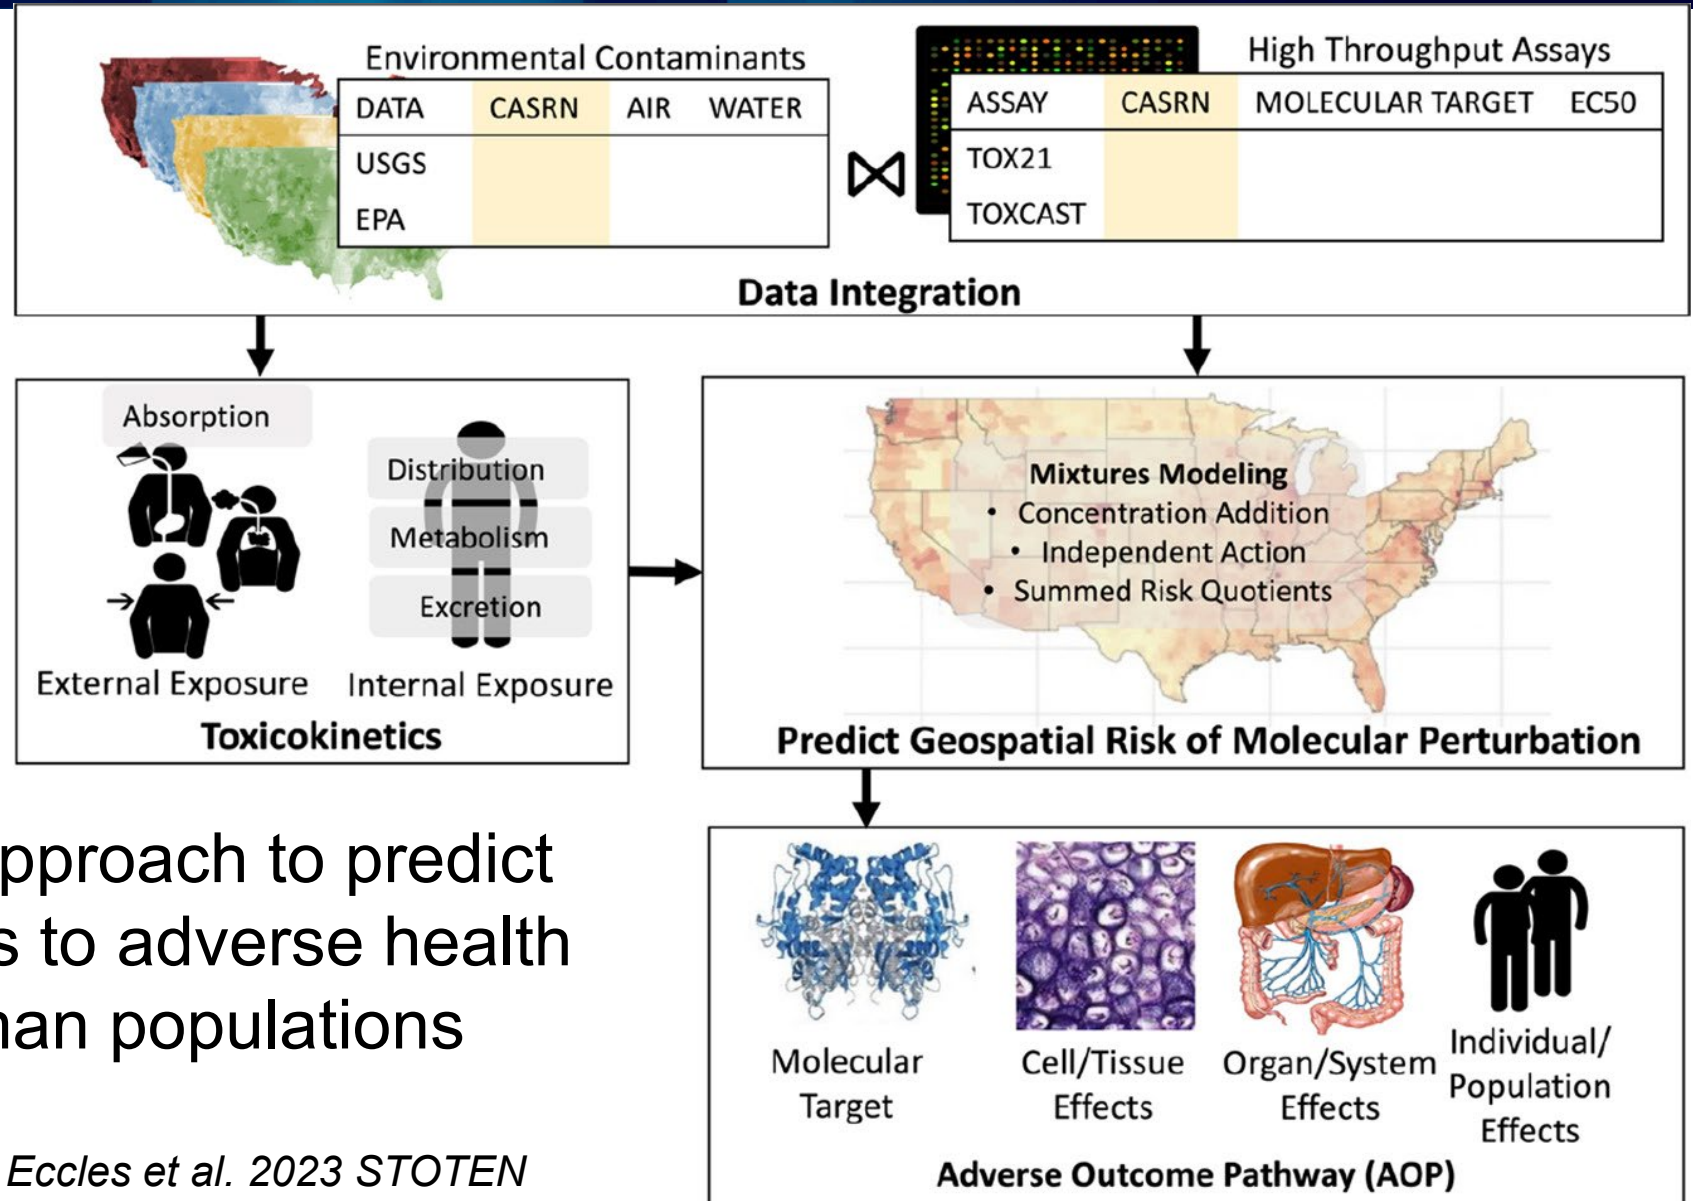 Environmental Contaminants
DATA CASRN AIR WATER
USGS
EPA
High Throughput Assays
ASSAY CASRN MOLECULAR TARGET EC50
TOX21
TOXCAST
Data Integration
Absorption
Distribution
Metabolism
Excretion
External Exposure
Internal Exposure
Toxicokinetics
Mixtures Modeling
• Concentration Addition
• Independent Action
• Summed Risk Quotients
Predict Geospatial Risk of Molecular Perturbation
to predict
to adverse health
populations
Eccles et al. 2023 STOTEN
Molecular
Target
Cell/Tissue
Effects
Organ/System
Effects
Individual/
Population
Effects
Adverse Outcome Pathway (AOP)